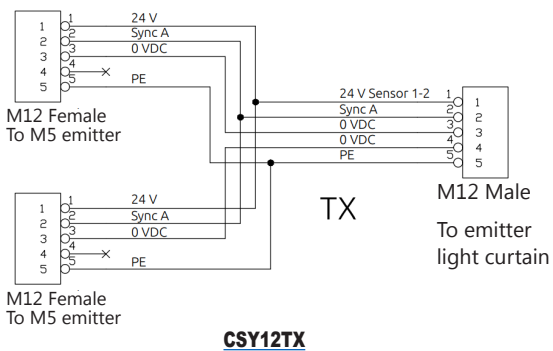 1 1 24 V
2 2 Sync A
3 3 0 VDC
4 4
5 5 PE
M12 Female
To M5 emitter
24 V Sensor 1-2 1 1
Sync A 2 2
0 VDC 3 3
0 VDC 4 4
PE 5 5
M12 Male
To emitter
light curtain
TX
1 1 24 V
2 2 Sync A
3 3 0 VDC
4 4
5 5 PE
M12 Female
To M5 emitter
CSY12TX